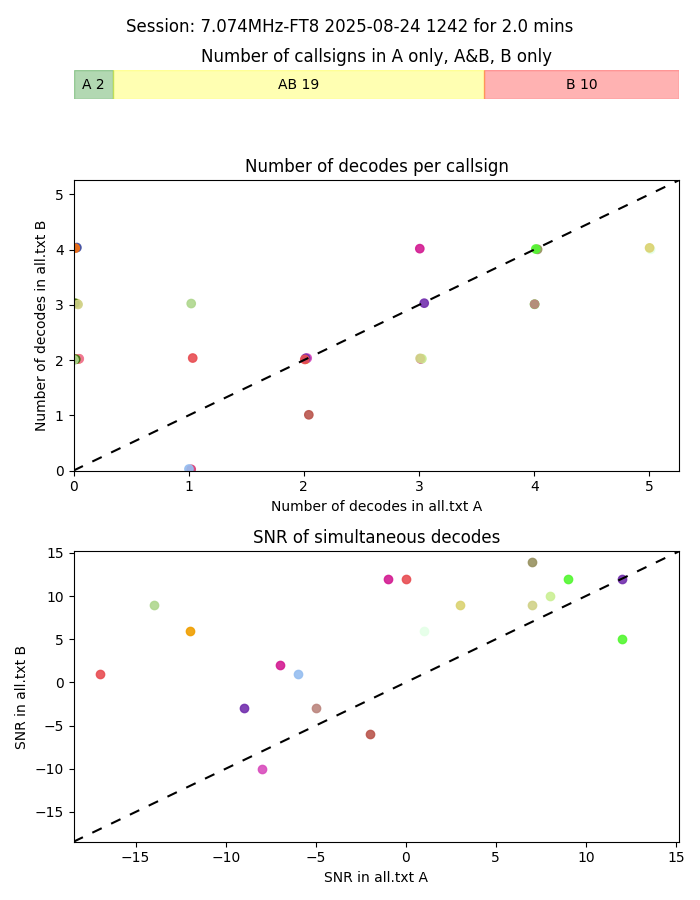 Session: 7.074MHz-FT8 2025-08-24 1242 for 2.0 mins
Number of callsigns in A only, A&B, B only
A 2 AB 19 B 10
Number of decodes per callsign
5
4
3
2
1
0
Number of decodes in all.txt B
0 1 2 3 4 5
Number of decodes in all.txt A
SNR of simultaneous decodes
15
10
5
0
−5
−10
−15
SNR in all.txt B
−15 −10 −5 0 5 10 15
SNR in all.txt A